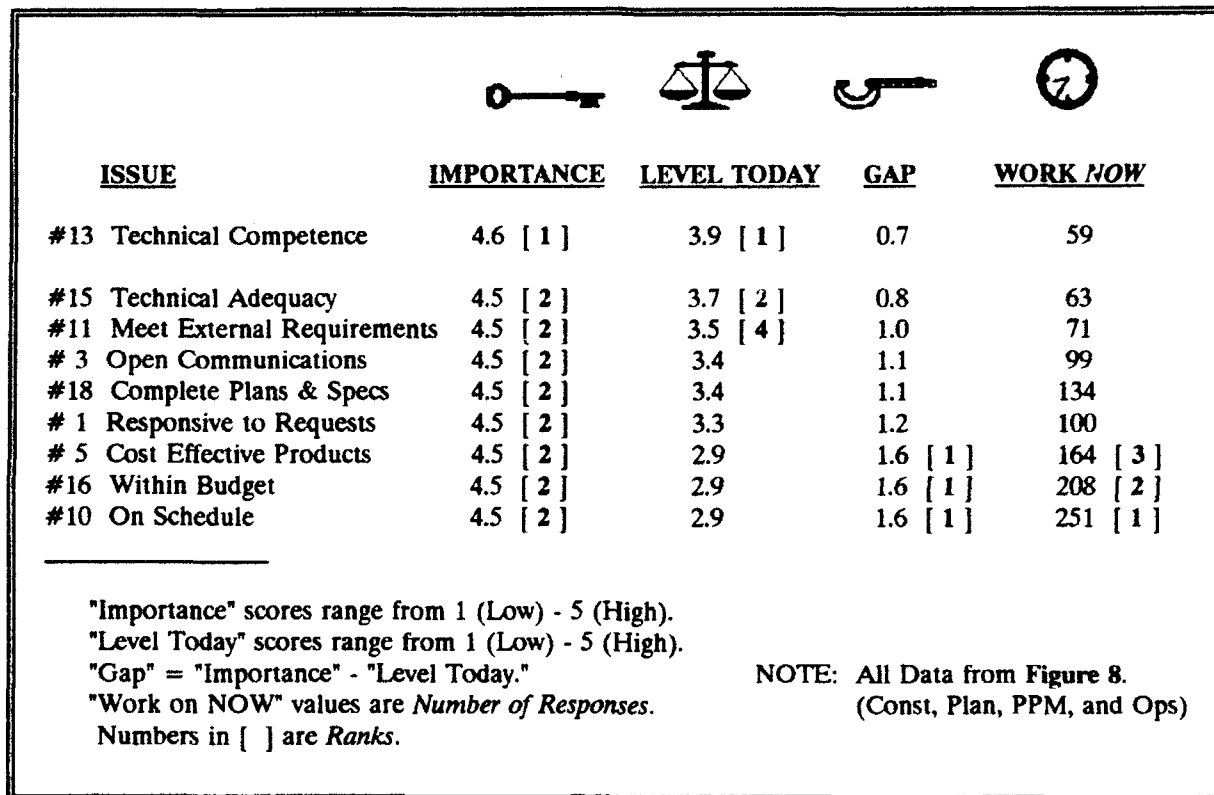 ISSUE IMPORTANCE LEVEL TODAY GAP WORK NOW
#13 Technical Competence 4.6 [ 1 ] 3.9 [ 1 ] 0.7 59
#15 Technical Adequacy 4.5 [ 2 ] 3.7 [ 2 ] 0.8 63
#11 Meet External Requirements 4.5 [ 2 ] 3.5 [ 4 ] 1.0 71
# 3 Open Communications 4.5 [ 2 ] 3.4 1.1 99
#18 Complete Plans & Specs 4.5 [ 2 ] 3.4 1.1 134
# 1 Responsive to Requests 4.5 [ 2 ] 3.3 1.2 100
# 5 Cost Effective Products 4.5 [ 2 ] 2.9 1.6 [ 1 ] 164 [ 3 ]
#16 Within Budget 4.5 [ 2 ] 2.9 1.6 [ 1 ] 208 [ 2 ]
#10 On Schedule 4.5 [ 2 ] 2.9 1.6 [ 1 ] 251 [ 1 ]
"Importance" scores range from 1 (Low) - 5 (High).
"Level Today" scores range from 1 (Low) - 5 (High).
"Gap" = "Importance" - "Level Today." NOTE: All Data from Figure 8.
"Work on NOW" values are Number of Responses. (Const, Plan, PPM, and Ops)
Numbers in [ ] are Ranks.